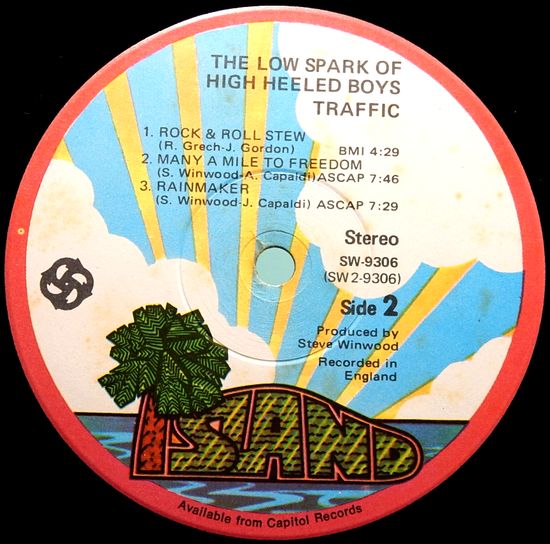 THE LOW SPARK OF
HIGH HEELED BOYS
TRAFFIC
1. ROCK & ROLL STEW
(R. Grech-J. Gordon) BMI 4:29
2. MANY A MILE TO FREEDOM
(S. Winwood-A. Capaldi) ASCAP 7:46
3. RAINMAKER
(S. Winwood-J. Capaldi) ASCAP 7:29
Stereo
SW-9306
(SW2-9306)
Side 2
Produced by
Steve Winwood
Recorded in
England
ISLAND
Available from Capitol Records